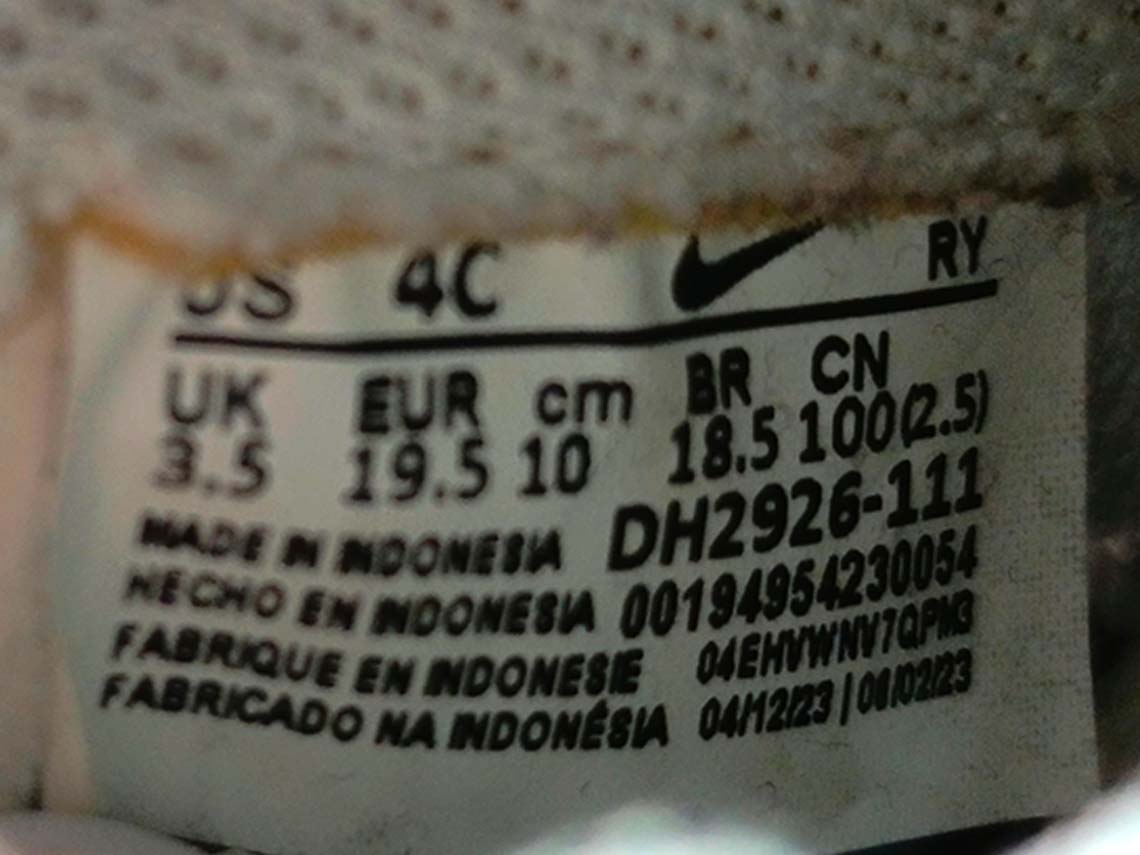 US 4C RY
UK EUR cm BR CN
3.5 19.5 10 18.5 100(2.5)
MADE IN INDONESIA DH2926-111
HECHO EN INDONESIA 00194954230054
FABRIQUE EN INDONESIE 04EHVWNV7QPM3
FABRICADO NA INDONÉSIA 04/12/23 | 06/02/23